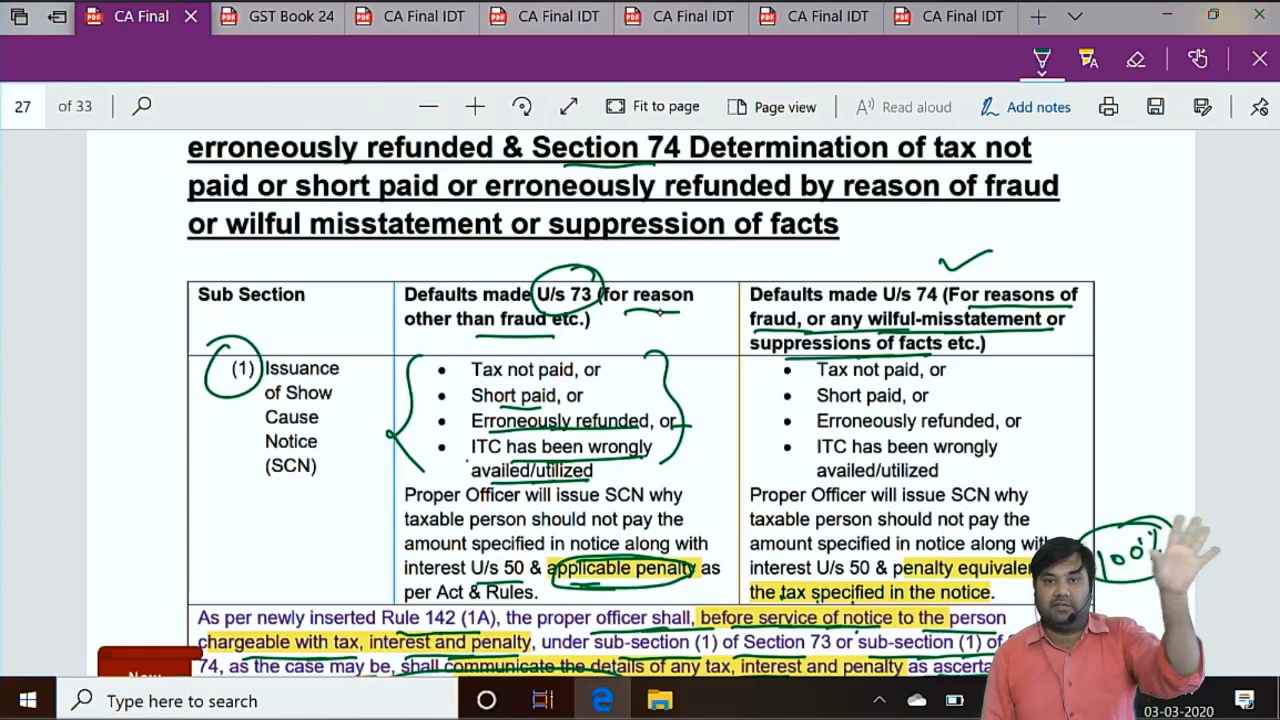 CA Final
GST Book 24
CA Final IDT
CA Final IDT
CA Final IDT
CA Final IDT
CA Final IDT
27 of 33
Fit to page
Page view
Read aloud
Add notes
erroneously refunded & Section 74 Determination of tax not
paid or short paid or erroneously refunded by reason of fraud
or wilful misstatement or suppression of facts
Sub Section
Defaults made U/s 73 (for reason
other than fraud etc.)
Defaults made U/s 74 (For reasons of
fraud, or any wilful-misstatement or
suppressions of facts etc.)
(1) Issuance
of Show
Cause
Notice
(SCN)
• Tax not paid, or
• Short paid, or
• Erroneously refunded, or
• ITC has been wrongly
availed/utilized
Proper Officer will issue SCN why
taxable person should not pay the
amount specified in notice along with
interest U/s 50 & applicable penalty as
per Act & Rules.
• Tax not paid, or
• Short paid, or
• Erroneously refunded, or
• ITC has been wrongly
availed/utilized
Proper Officer will issue SCN why
taxable person should not pay the
amount specified in notice along with
interest U/s 50 & penalty
the tax specified in the notice.
100%
As per newly inserted Rule 142 (1A), the proper officer shall, before service of notice to the person
chargeable with tax, interest and penalty, under sub-section (1) of Section 73 or sub-section (1) of
74, as the case may be, shall communicate the details of any tax, interest and penalty as
New
Type here to search
03-03-2020